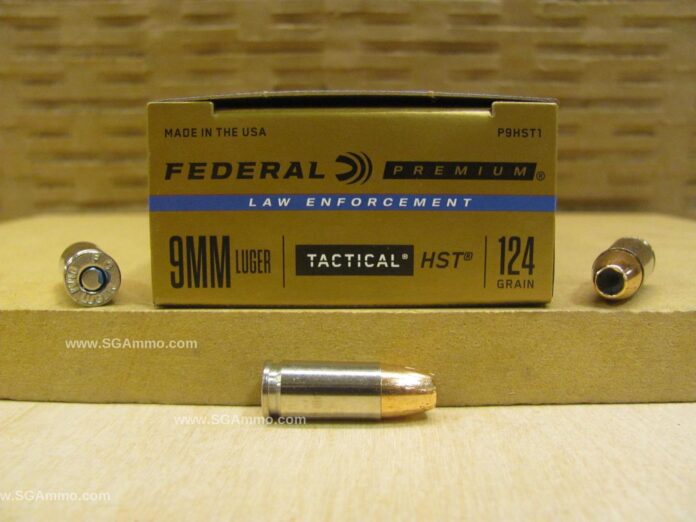 MADE IN THE USA P9HST1
FEDERAL PREMIUM®
LAW ENFORCEMENT
9MM LUGER TACTICAL® HST® 124 GRAIN
www.SGAmmo.com
www.SGAmmo.com
www.SGAmmo.com